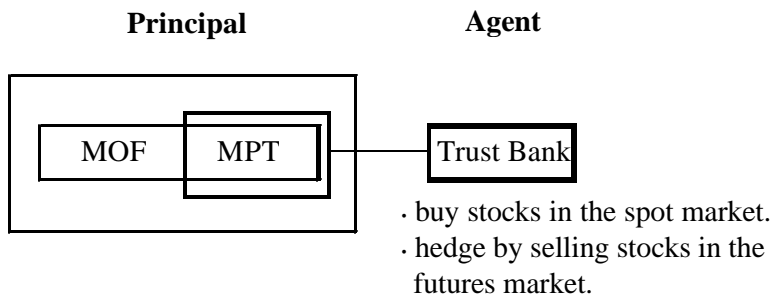 Principal Agent
MOF MPT Trust Bank
· buy stocks in the spot market.
· hedge by selling stocks in the
futures market.